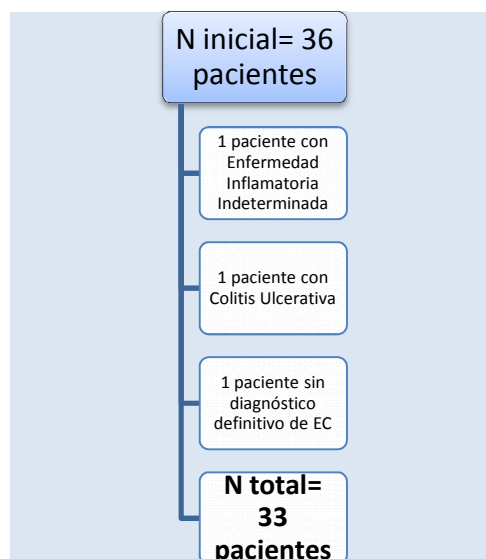 N inicial= 36
pacientes
1 paciente con
Enfermedad
Inflamatoria
Indeterminada
1 paciente con
Colitis Ulcerativa
1 paciente sin
diagnóstico
definitivo de EC
N total=
33
pacientes